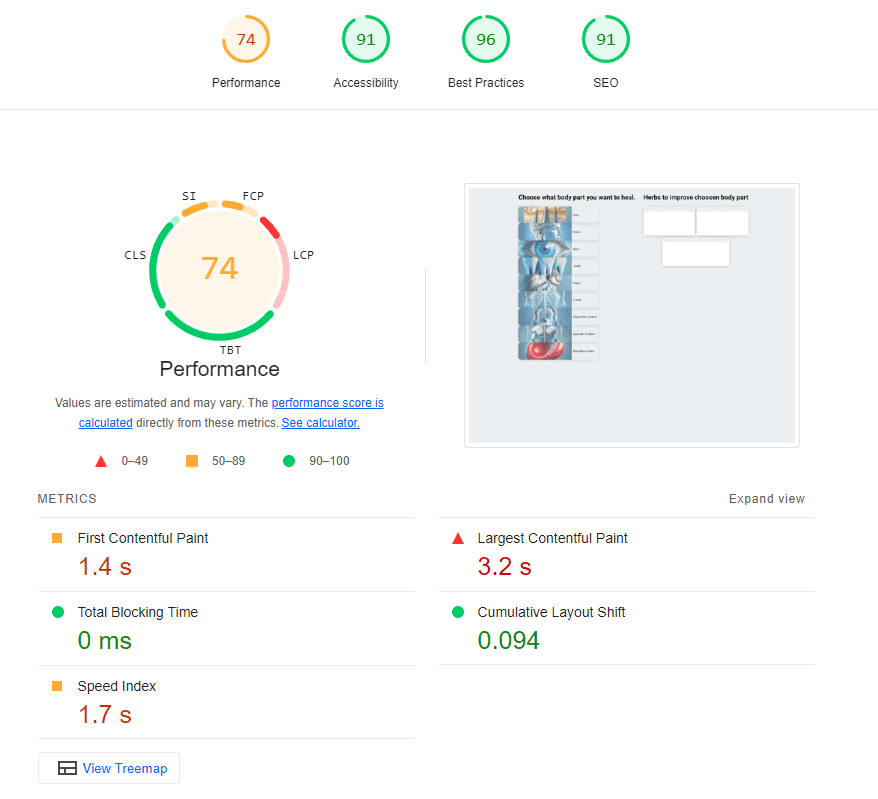 74
91
96
91
Performance
Accessibility
Best Practices
SEO
SI
FCP
CLS
LCP
74
TBT
Performance
Values are estimated and may vary. The performance score is
calculated directly from these metrics. See calculator.
0–49
50–89
90–100
Choose what body part you want to heal.
Herbs to improve choosen body part
METRICS
Expand view
First Contentful Paint
1.4 s
Largest Contentful Paint
3.2 s
Total Blocking Time
0 ms
Cumulative Layout Shift
0.094
Speed Index
1.7 s
View Treemap